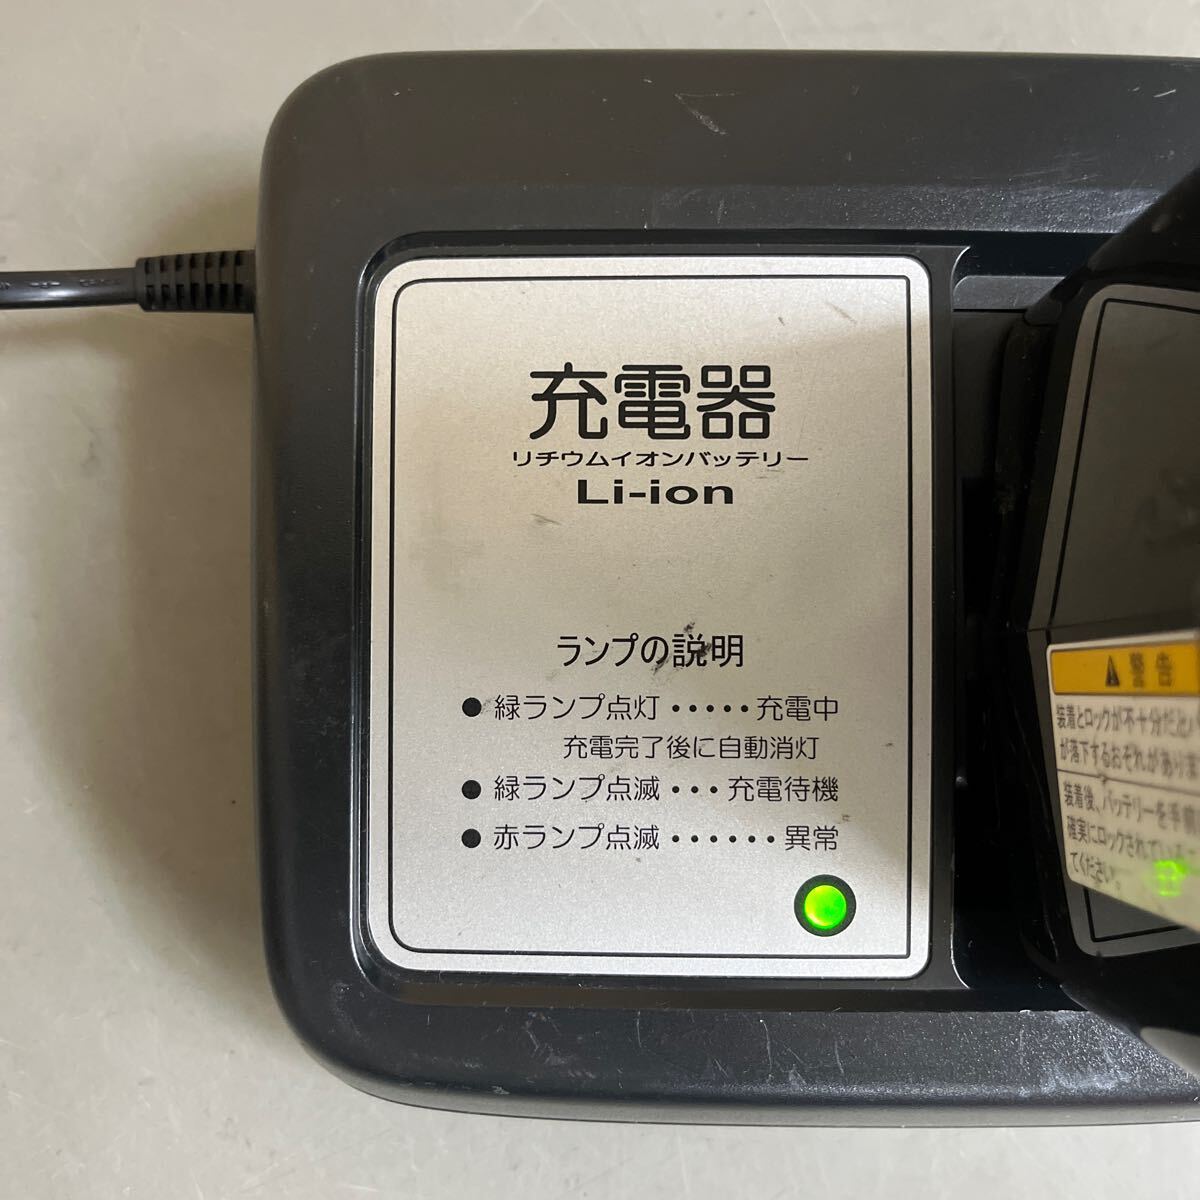 充電器
リチウムイオンバッテリー
Li-ion
ランプの説明
●緑ランプ点灯・・・・・充電中
充電完了後に自動消灯
●緑ランプ点滅・・・充電待機
●赤ランプ点滅・・・・・・異常
警告
装着とロックが不十分だと
が落下するおそれがあり
装着後、バッテリーを手前
確実にロックされている
てください。